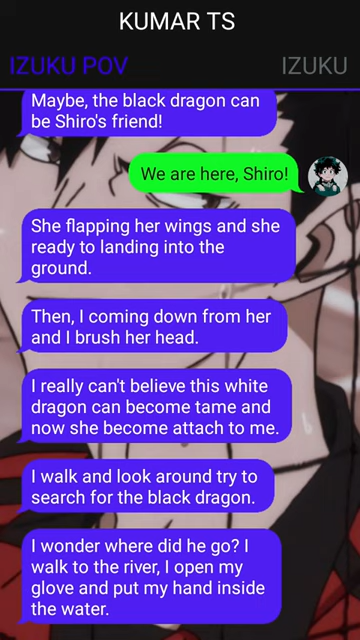 KUMAR TS
IZUKU POV
IZUKU
Maybe, the black dragon can
be Shiro's friend!
We are here, Shiro!
She flapping her wings and she
ready to landing into the
ground.
Then, I coming down from her
and I brush her head.
I really can't believe this white
dragon can become tame and
now she become attach to me.
I walk and look around try to
search for the black dragon.
I wonder where did he go? I
walk to the river, I open my
glove and put my hand inside
the water.